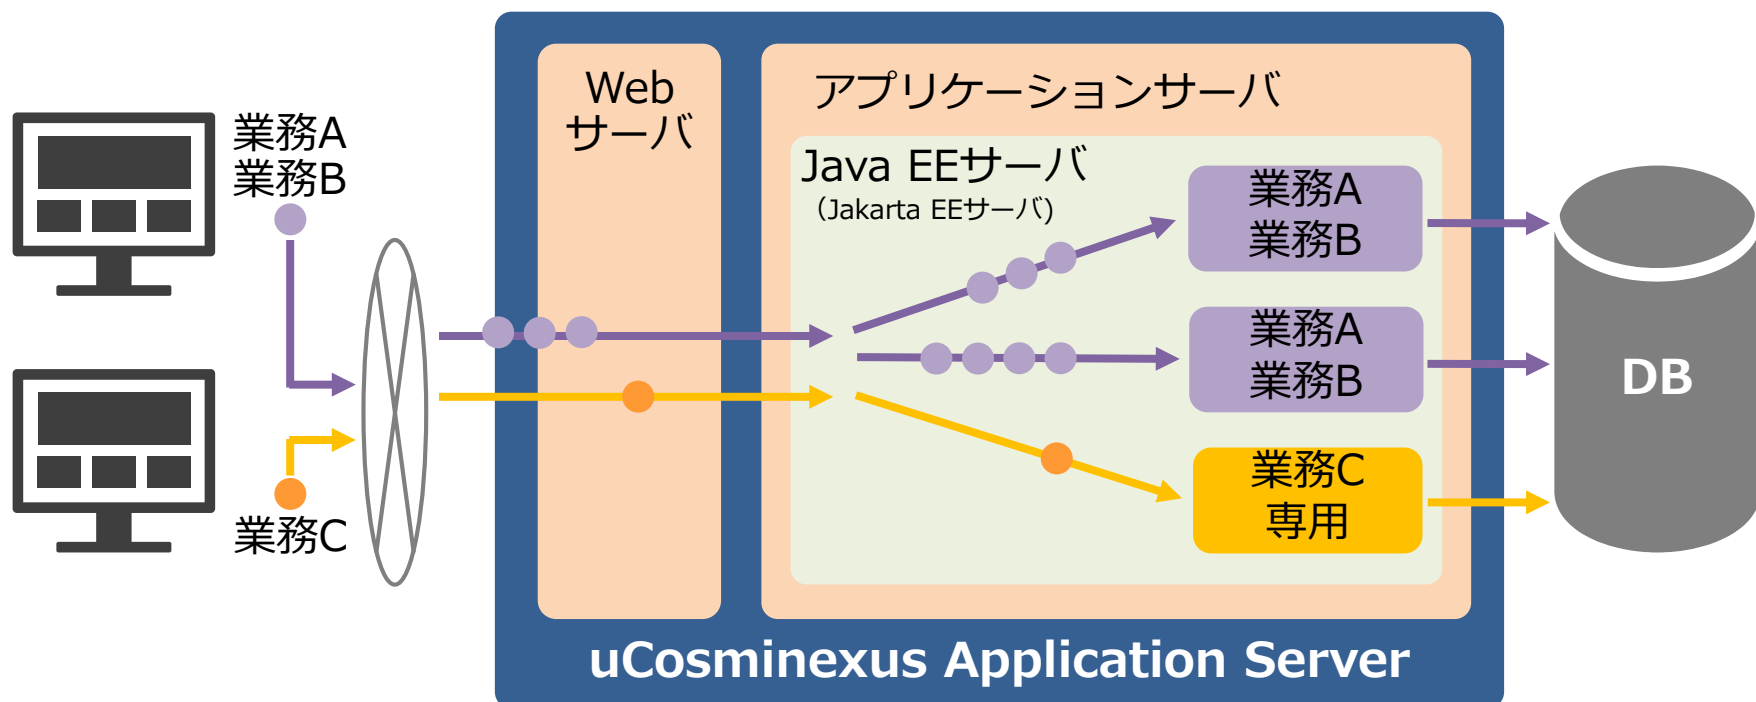 業務A
業務B
業務C
Web
サーバ
アプリケーションサーバ
Java EEサーバ
（Jakarta EEサーバ)
業務A
業務B
業務A
業務B
業務C
専用
DB
uCosminexus Application Server